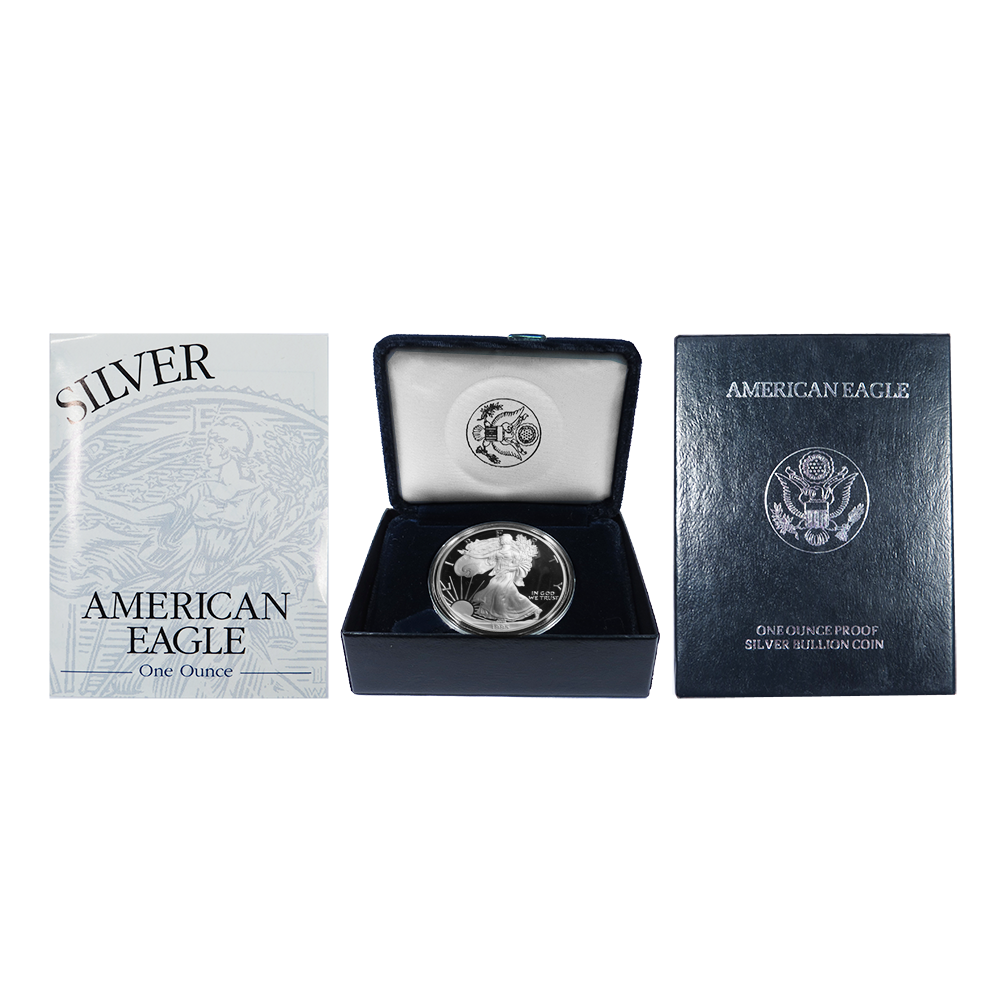 SILVER
AMERICAN
EAGLE
One Ounce
IN GOD
WE TRUST
AMERICAN EAGLE
ONE OUNCE PROOF
SILVER BULLION COIN